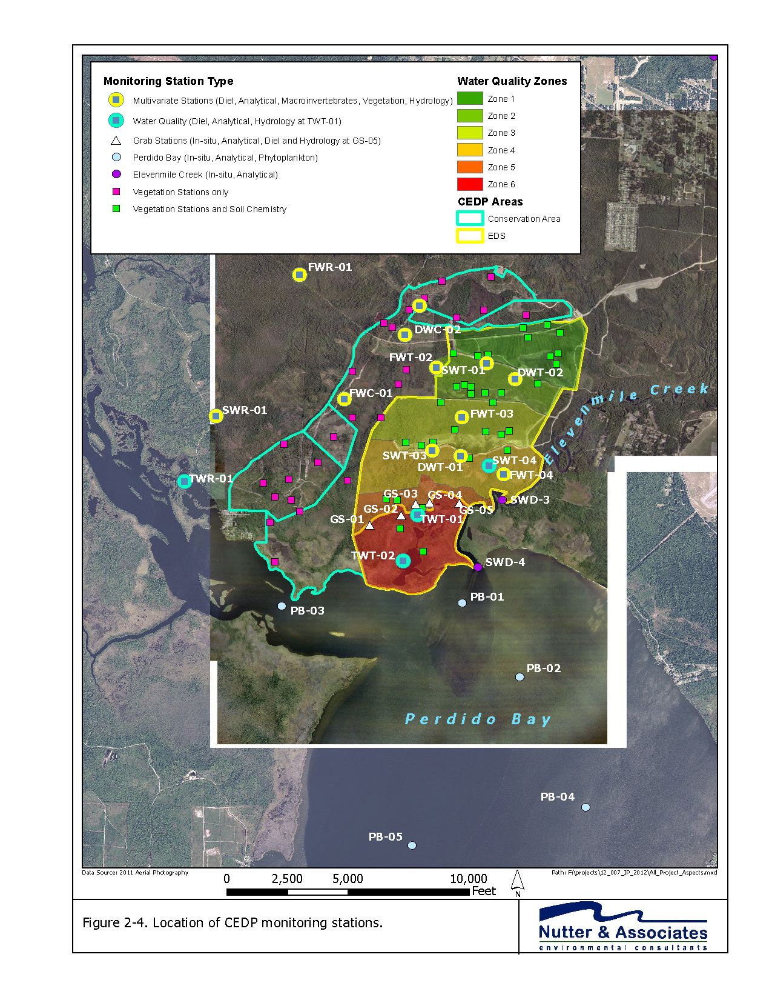 Monitoring Station Type
Multivariate Stations (Diel, Analytical, Macroinvertebrates, Vegetation, Hydrology)
Water Quality (Diel, Analytical, Hydrology at TWT-01)
Grab Stations (In-situ, Analytical, Diel and Hydrology at GS-05)
Perdido Bay (In-situ, Analytical, Phytoplankton)
Elevenmile Creek (In-situ, Analytical)
Vegetation Stations only
Vegetation Stations and Soil Chemistry
Water Quality Zones
Zone 1
Zone 2
Zone 3
Zone 4
Zone 5
Zone 6
CEDP Areas
Conservation Area
EDS
FWR-01
DWC-02
FWT-02
SWT-01
DWT-02
FWC-01
SWR-01
FWT-03
Elevenmile Creek
SWT-03
DWT-01
SWT-04
FWT-04
TWR-01
GS-03
GS-04
SWD-3
GS-02
GS-05
GS-01
TWT-01
TWT-02
SWD-4
PB-01
PB-03
PB-02
Perdido Bay
PB-04
PB-05
Data Source: 2011 Aerial Photography
Path: F:\projects\12_007_IP_2012\All_Project_Aspects.mxd
0 2,500 5,000 10,000
Feet
N
Figure 2-4. Location of CEDP monitoring stations.
Nutter & Associates
environmental consultants